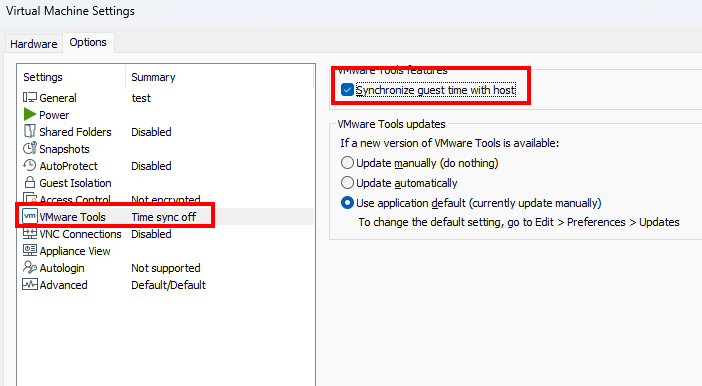 Virtual Machine Settings
Hardware Options
Settings Summary
General test
Power
Shared Folders Disabled
Snapshots
AutoProtect Disabled
Guest Isolation
Access Control Not encrypted
vm VMware Tools Time sync off
VNC Connections Disabled
Appliance View
Autologin Not supported
Advanced Default/Default
VMware Tools features
Synchronize guest time with host
VMware Tools updates
If a new version of VMware Tools is available:
Update manually (do nothing)
Update automatically
Use application default (currently update manually)
To change the default setting, go to Edit > Preferences > Updates